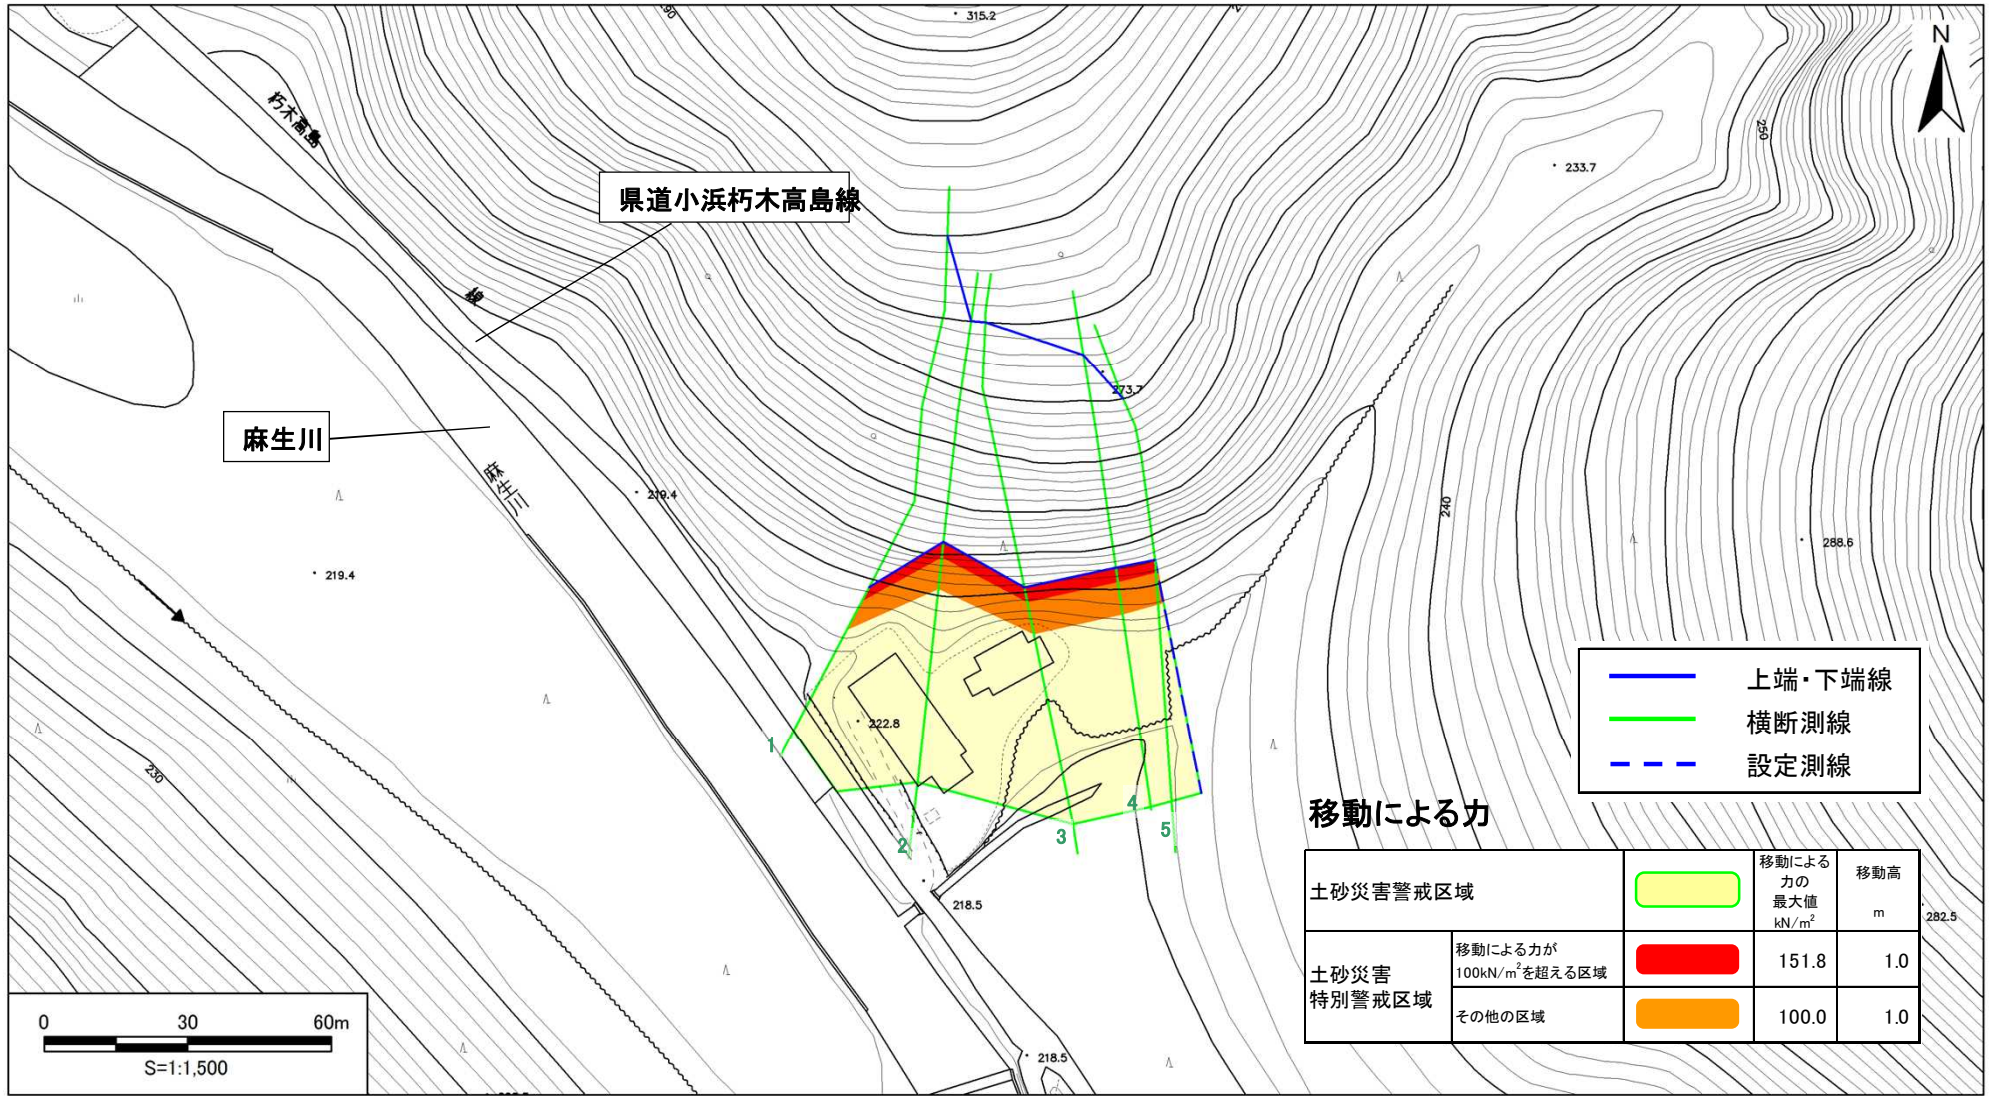 315.2
N
朽木高島
250
233.7
県道小浜朽木高島線
線
273.7
麻生川
麻生川
219.4
240
288.6
219.4
222.8
230
1
2
3
4
5
218.5
218.5
282.5
上端・下端線
横断測線
設定測線
移動による力
土砂災害警戒区域
移動による
力の
最大値
kN/m²
移動高
m
土砂災害
特別警戒区域
移動による力が
100kN/m²を超える区域
151.8
1.0
その他の区域
100.0
1.0
0 30 60m
S=1:1,500